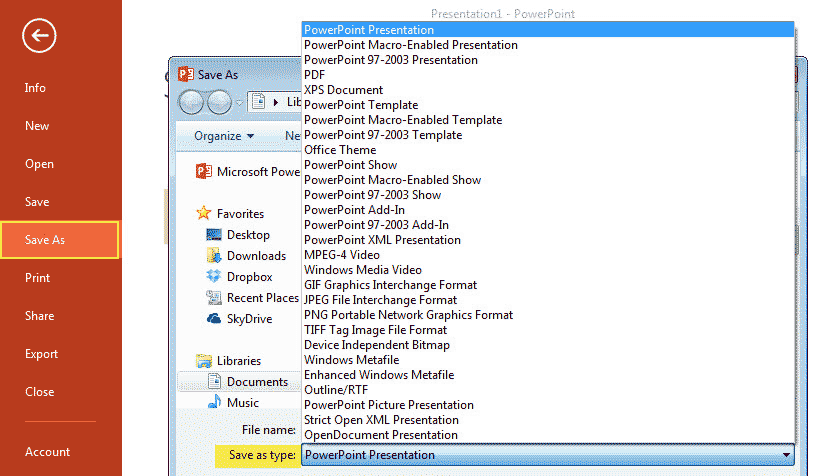 Presentation1 - PowerPoint
Info
New
Open
Save
Save As
Print
Share
Export
Close
Account
Save As
Lib
Organize
Ne
Microsoft Powe
Favorites
Desktop
Downloads
Dropbox
Recent Places
SkyDrive
Libraries
Documents
Music
File name:
Save as type:
PowerPoint Presentation
PowerPoint Presentation
PowerPoint Macro-Enabled Presentation
PowerPoint 97-2003 Presentation
PDF
XPS Document
PowerPoint Template
PowerPoint Macro-Enabled Template
PowerPoint 97-2003 Template
Office Theme
PowerPoint Show
PowerPoint Macro-Enabled Show
PowerPoint 97-2003 Show
PowerPoint Add-In
PowerPoint 97-2003 Add-In
PowerPoint XML Presentation
MPEG-4 Video
Windows Media Video
GIF Graphics Interchange Format
JPEG File Interchange Format
PNG Portable Network Graphics Format
TIFF Tag Image File Format
Device Independent Bitmap
Windows Metafile
Enhanced Windows Metafile
Outline/RTF
PowerPoint Picture Presentation
Strict Open XML Presentation
OpenDocument Presentation